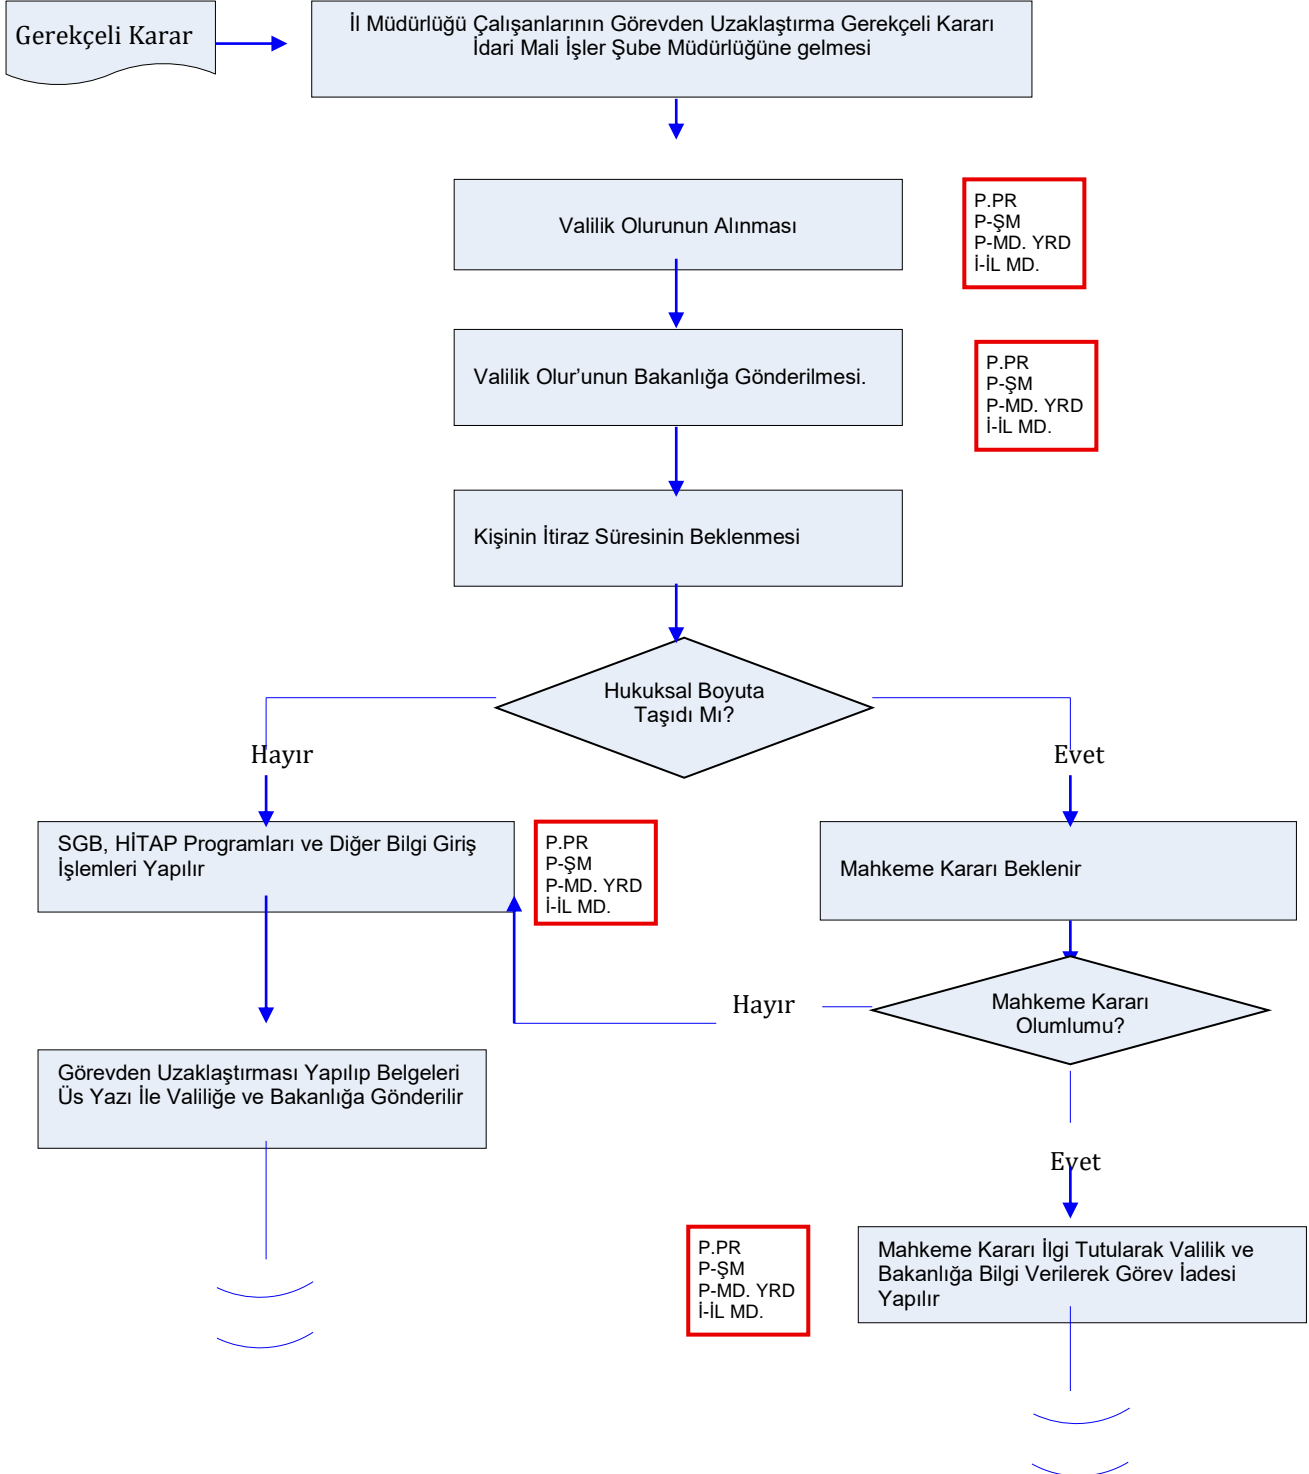 Gerekçeli Karar
İl Müdürlüğü Çalışanlarının Görevden Uzaklaştırma Gerekçeli Kararı
İdari Mali İşler Şube Müdürlüğüne gelmesi
Valilik Olurunun Alınması
P.PR
P-ŞM
P-MD. YRD
İ-İL MD.
Valilik Olur’unun Bakanlığa Gönderilmesi.
P.PR
P-ŞM
P-MD. YRD
İ-İL MD.
Kişinin İtiraz Süresinin Beklenmesi
Hukuksal Boyuta
Taşıdı Mı?
Hayır
Evet
SGB, HİTAP Programları ve Diğer Bilgi Giriş
İşlemleri Yapılır
P.PR
P-ŞM
P-MD. YRD
İ-İL MD.
Mahkeme Kararı Beklenir
Hayır
Mahkeme Kararı
Olumlumu?
Görevden Uzaklaştırması Yapılıp Belgeleri
Üs Yazı İle Valiliğe ve Bakanlığa Gönderilir
Evet
P.PR
P-ŞM
P-MD. YRD
İ-İL MD.
Mahkeme Kararı İlgi Tutularak Valilik ve
Bakanlığa Bilgi Verilerek Görev İadesi
Yapılır